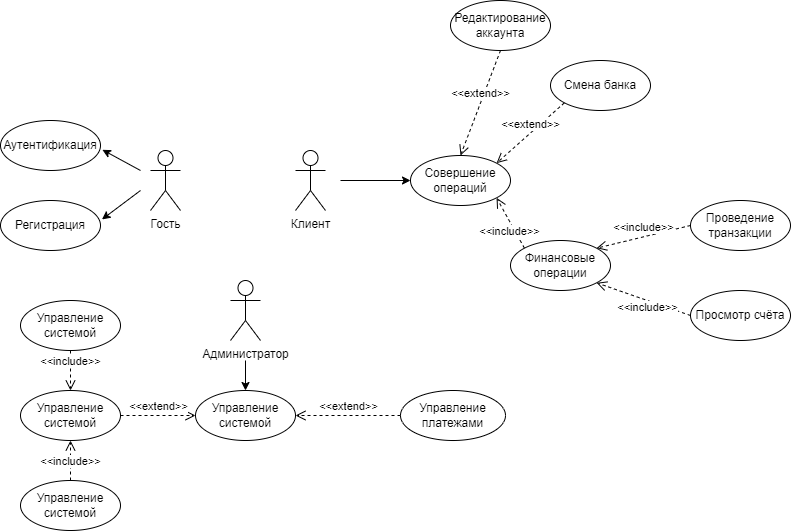 Редактирование
аккаунта
<<extend>>
Смена банка
<<extend>>
Аутентификация
Регистрация
Гость
Клиент
Совершение
операций
<<include>>
Финансовые
операции
<<include>>
Проведение
транзакции
<<include>>
Просмотр счёта
Управление
системой
<<include>>
Администратор
Управление
системой
<<extend>>
Управление
системой
<<extend>>
Управление
платежами
<<include>>
Управление
системой